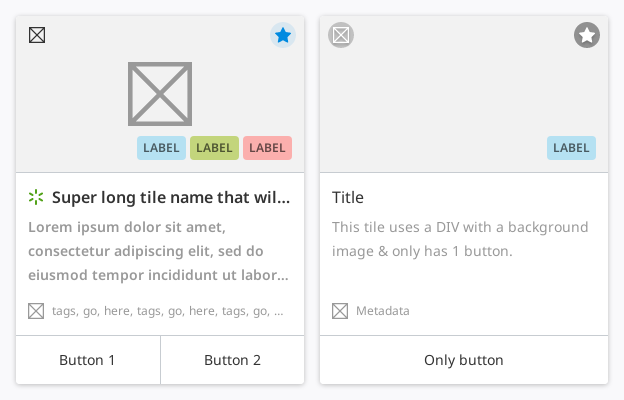 LABEL LABEL LABEL
Super long tile name that wil...
Lorem ipsum dolor sit amet,
consectetur adipiscing elit, sed do
eiusmod tempor incididunt ut labor...
tags, go, here, tags, go, here, tags, go, ...
Button 1 Button 2
LABEL
Title
This tile uses a DIV with a background
image & only has 1 button.
Metadata
Only button